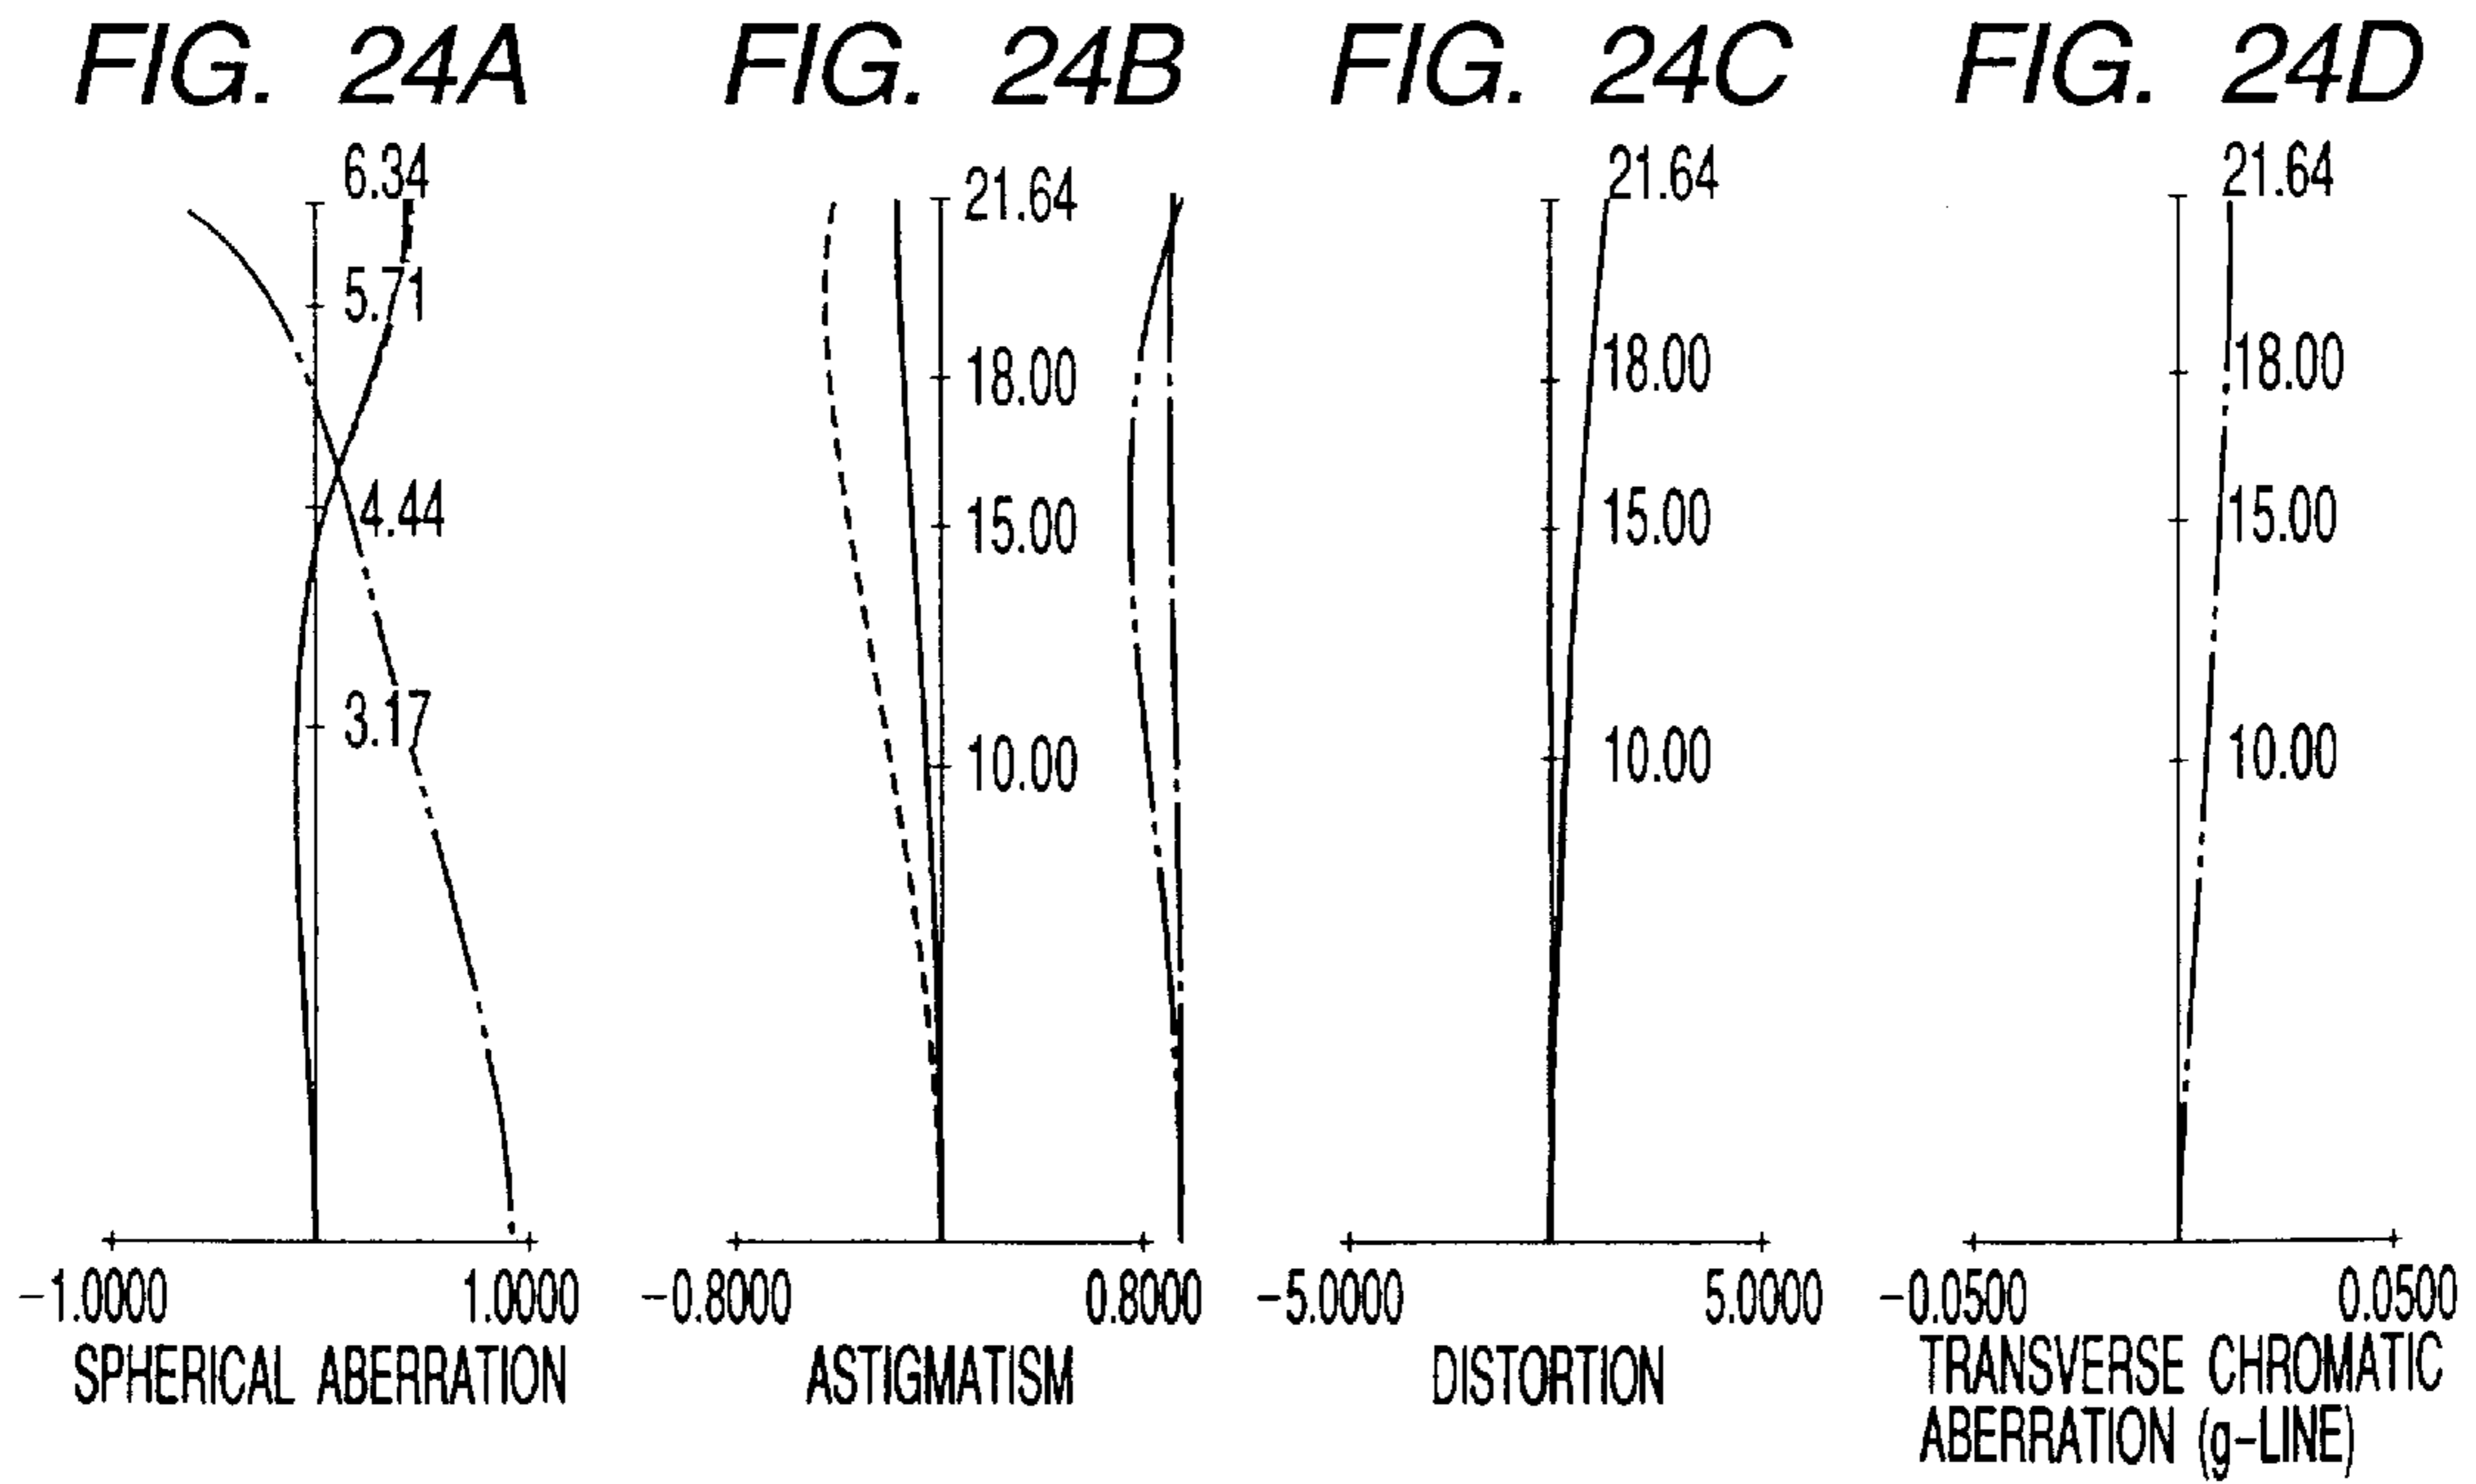 FIG. 24A
6.34
5.71
4.44
3.17
−1.0000 1.0000
SPHERICAL ABERRATION
FIG. 24B
21.64
18.00
15.00
10.00
−0.8000 0.8000
ASTIGMATISM
FIG. 24C
21.64
18.00
15.00
10.00
−5.0000 5.0000
DISTORTION
FIG. 24D
21.64
18.00
15.00
10.00
−0.0500 0.0500
TRANSVERSE CHROMATIC
ABERRATION (g−LINE)